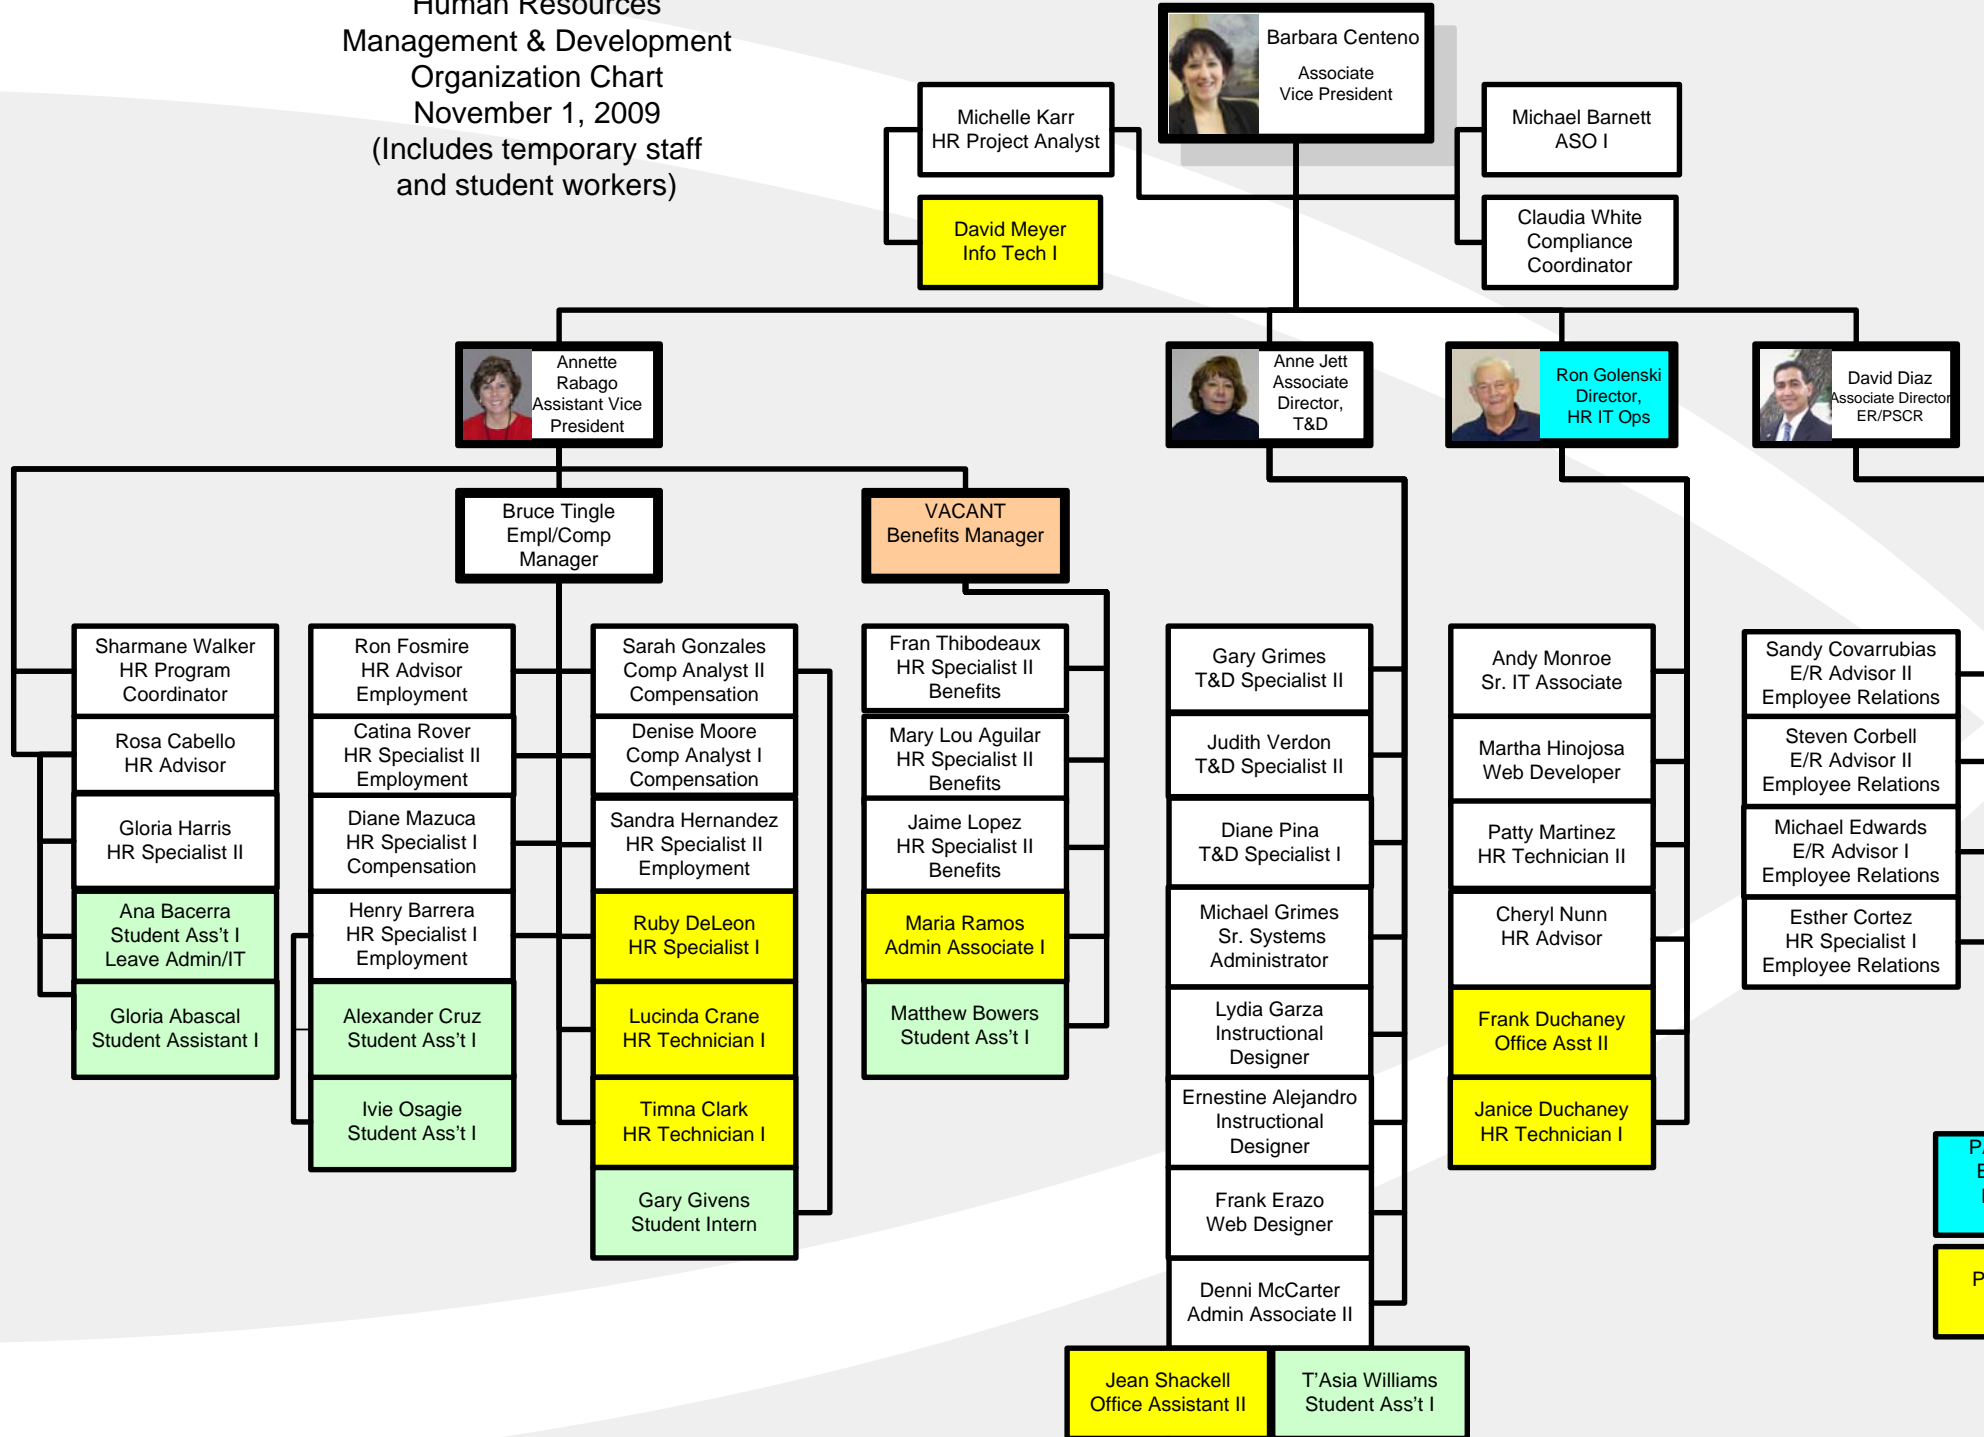 Human Resources
Management & Development
Organization Chart
November 1, 2009
(Includes temporary staff
and student workers)
Barbara Centeno
Associate
Vice President
Michelle Karr
HR Project Analyst
Michael Barnett
ASO I
David Meyer
Info Tech I
Claudia White
Compliance
Coordinator
Annette
Rabago
Assistant Vice
President
Anne Jett
Associate
Director,
T&D
Ron Golenski
Director,
HR IT Ops
David Diaz
Associate Director
ER/PSCR
Bruce Tingle
Empl/Comp
Manager
VACANT
Benefits Manager
Sharmane Walker
HR Program
Coordinator
Rosa Cabello
HR Advisor
Gloria Harris
HR Specialist II
Ana Bacerra
Student Ass't I
Leave Admin/IT
Gloria Abascal
Student Assistant I
Ron Fosmire
HR Advisor
Employment
Catina Rover
HR Specialist II
Employment
Diane Mazuca
HR Specialist I
Compensation
Henry Barrera
HR Specialist I
Employment
Alexander Cruz
Student Ass't I
Ivie Osagie
Student Ass't I
Sarah Gonzales
Comp Analyst II
Compensation
Denise Moore
Comp Analyst I
Compensation
Sandra Hernandez
HR Specialist II
Employment
Ruby DeLeon
HR Specialist I
Lucinda Crane
HR Technician I
Timna Clark
HR Technician I
Gary Givens
Student Intern
Fran Thibodeaux
HR Specialist II
Benefits
Mary Lou Aguilar
HR Specialist II
Benefits
Jaime Lopez
HR Specialist II
Benefits
Maria Ramos
Admin Associate I
Matthew Bowers
Student Ass't I
Gary Grimes
T&D Specialist II
Judith Verdon
T&D Specialist II
Diane Pina
T&D Specialist I
Michael Grimes
Sr. Systems
Administrator
Lydia Garza
Instructional
Designer
Ernestine Alejandro
Instructional
Designer
Frank Erazo
Web Designer
Denni McCarter
Admin Associate II
Jean Shackell
Office Assistant II
T'Asia Williams
Student Ass't I
Andy Monroe
Sr. IT Associate
Martha Hinojosa
Web Developer
Patty Martinez
HR Technician II
Cheryl Nunn
HR Advisor
Frank Duchaney
Office Asst II
Janice Duchaney
HR Technician I
Sandy Covarrubias
E/R Advisor II
Employee Relations
Steven Corbell
E/R Advisor II
Employee Relations
Michael Edwards
E/R Advisor I
Employee Relations
Esther Cortez
HR Specialist I
Employee Relations